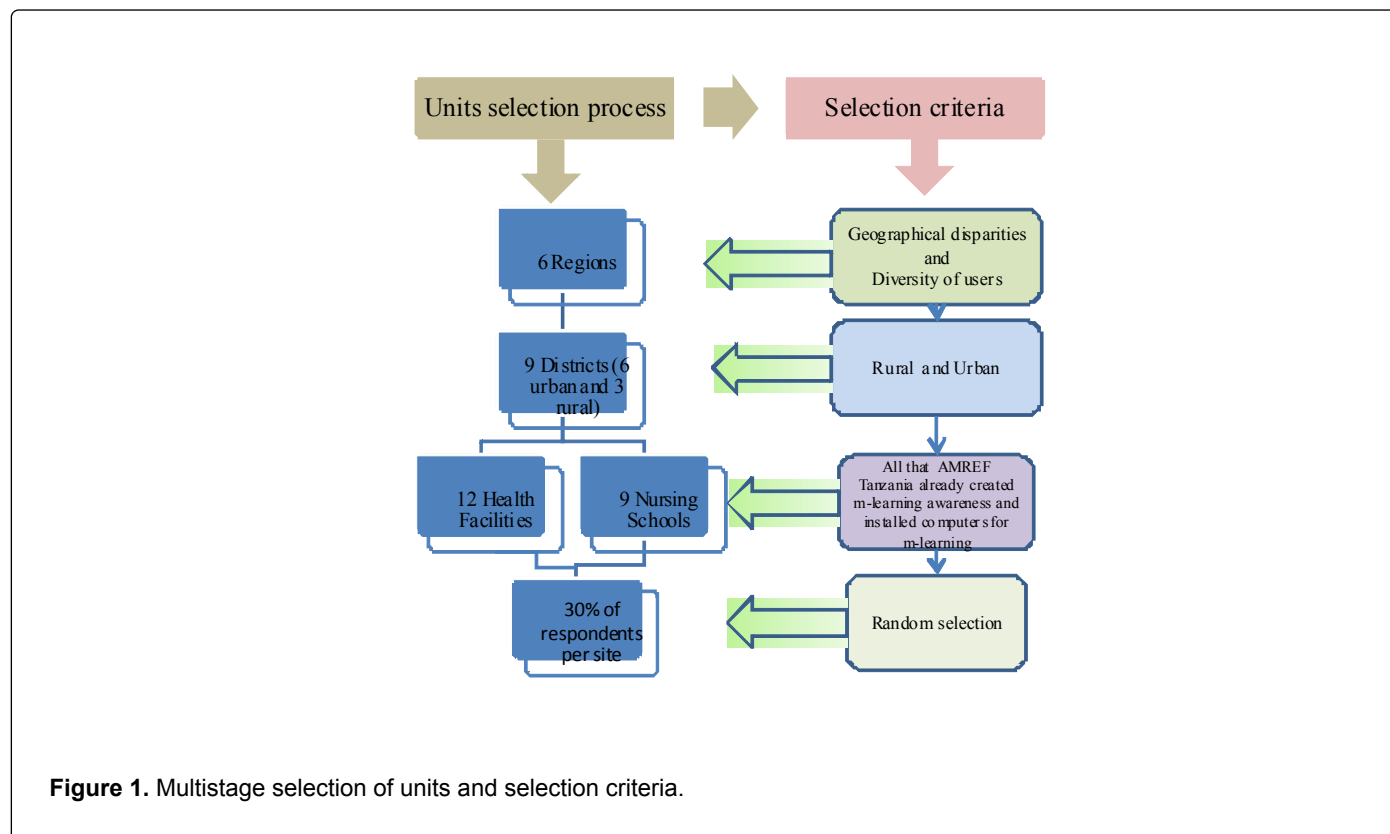 Units selection process
Selection criteria
6 Regions
Geographical disparities
and
Diversity of users
9 Districts (6
urban and 3
rural)
Rural and Urban
12 Health
Facilities
9 Nursing
Schools
All that AMREF
Tanzania already created
m-learning awareness and
installed computers for
m-learning
30% of
respondents
per site
Random selection
Figure 1. Multistage selection of units and selection criteria.